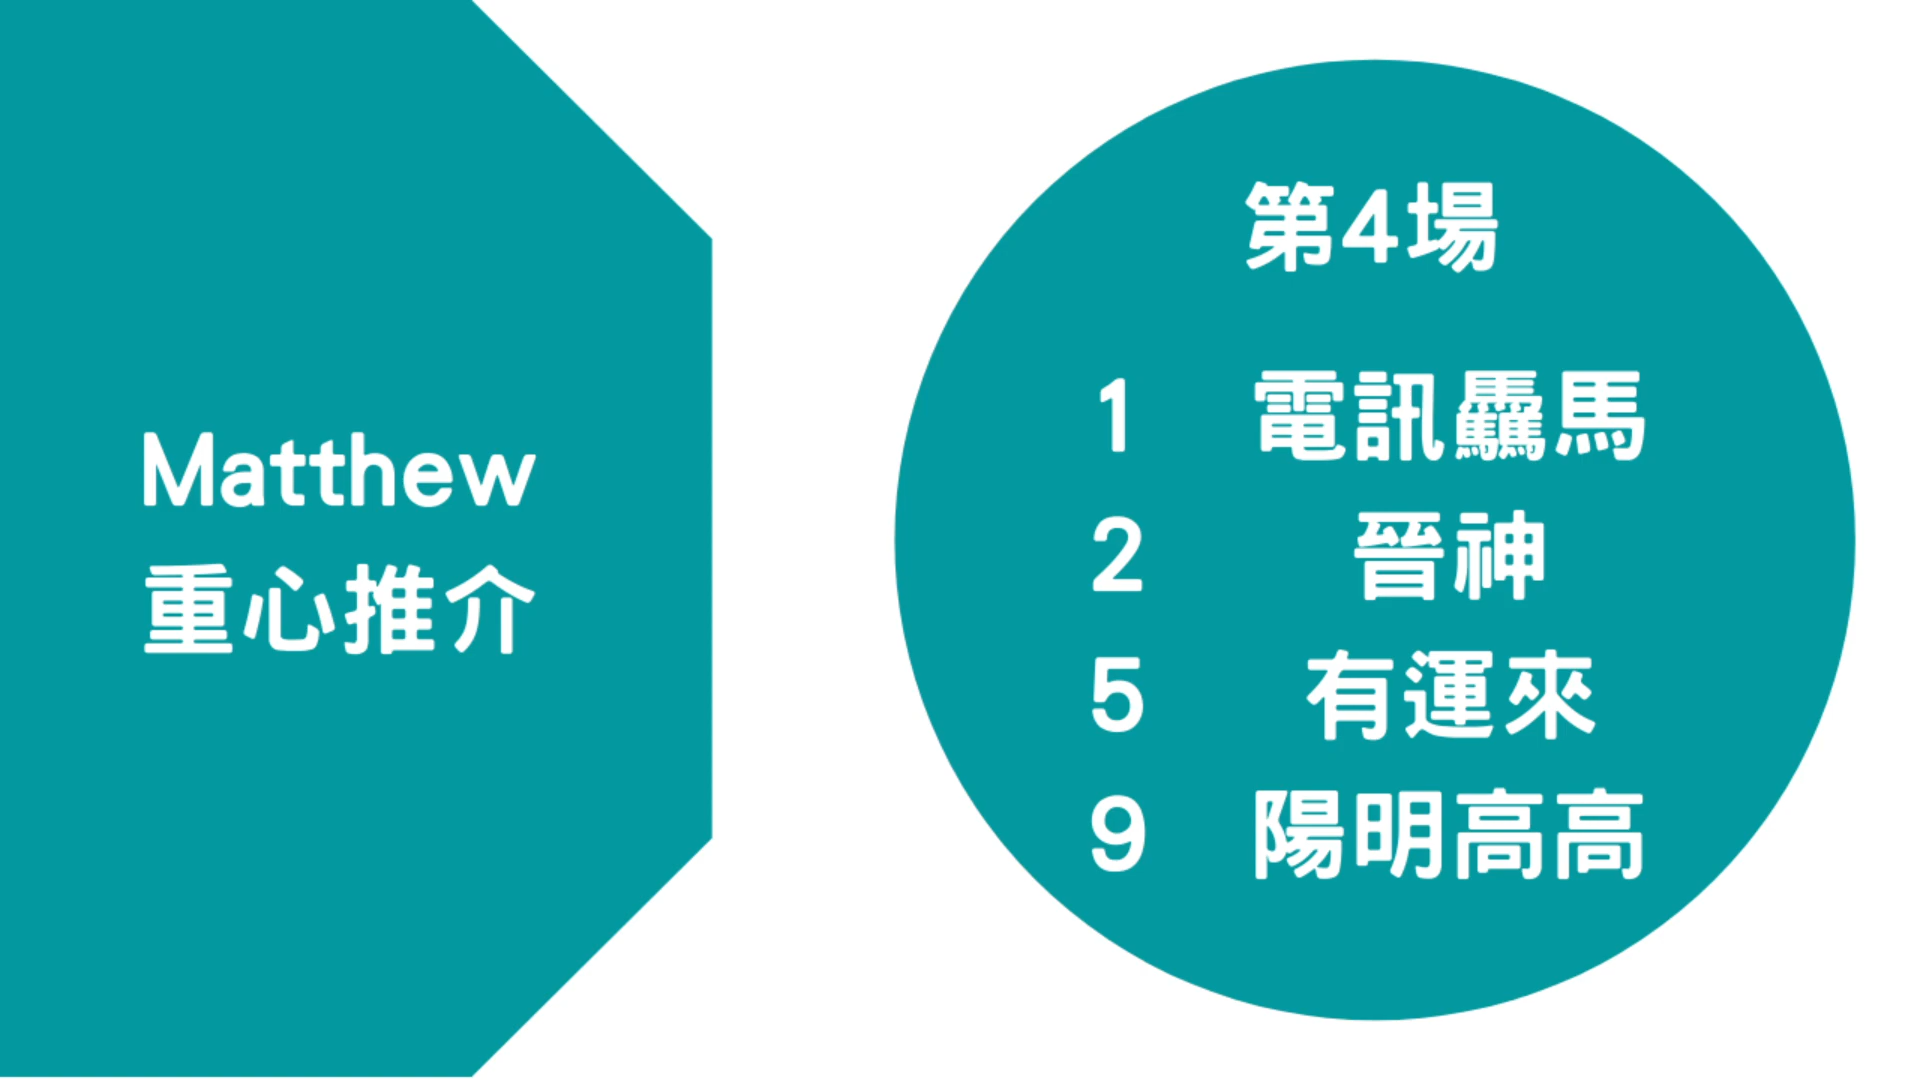 Matthew
重心推介
第4場
1 電訊驫馬
2 晉神
5 有運來
9 陽明高高